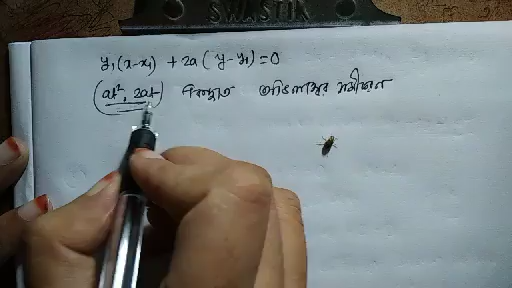 SWASTIK
y₁(x-x₁) + 2a(y-y₁)=0
(at², 2at) বিন্দুতে অভিলম্বের সমীকরণ